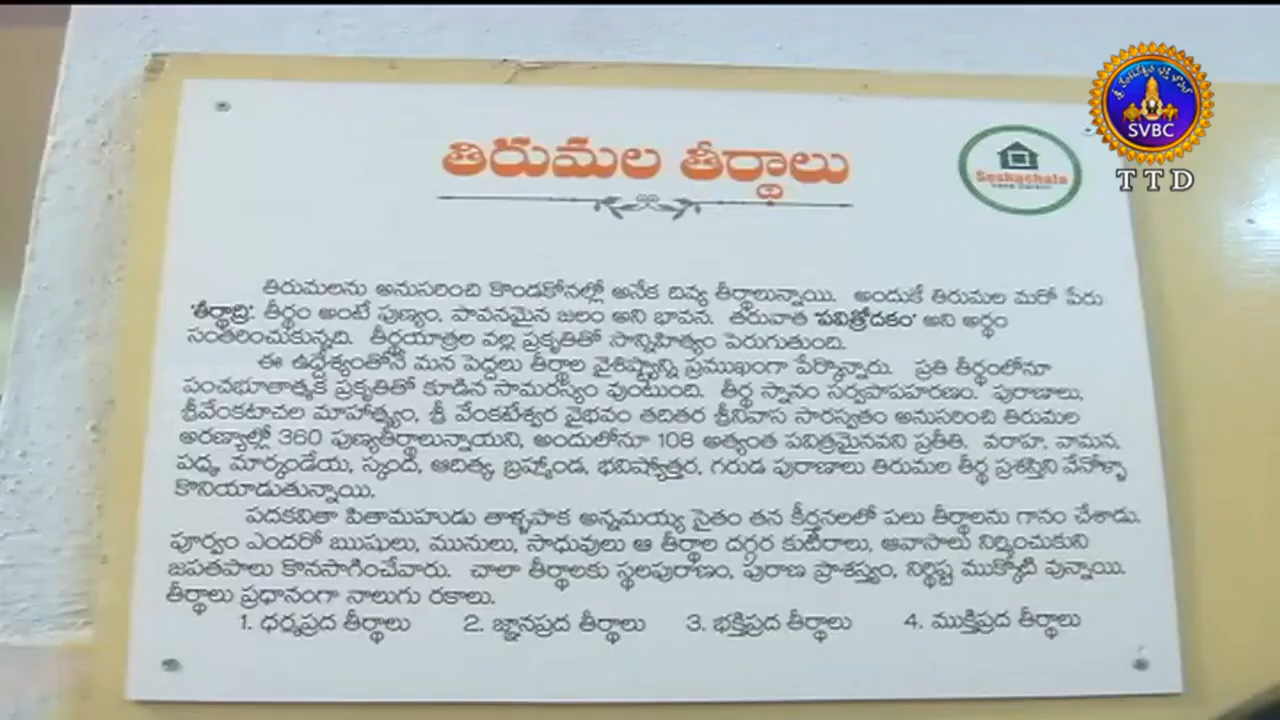 శ్రీ వేంకటేశ్వర భక్తి ఛానల్
SVBC
TTD
తిరుమల తీర్థాలు
Seshachala
తిరుమలను అనుసరించి కొండకోనల్లో అనేక దివ్య తీర్థాలున్నాయి. అందుకే తిరుమల మరో పేరు
'తీర్థాద్రి'. తీర్థం అంటే పుణ్యం, పావనమైన జలం అని భావన. తరువాత 'పవిత్రోదకం' అని అర్థం
సంతరించుకున్నది. తీర్థయాత్రల వల్ల ప్రకృతితో సాన్నిహిత్యం పెరుగుతుంది.
ఈ ఉద్దేశ్యంతోనే మన పెద్దలు తీర్థాల వైశిష్ట్యాన్ని ప్రముఖంగా పేర్కొన్నారు. ప్రతి తీర్థంలోనూ
పంచభూతాత్మక ప్రకృతితో కూడిన సామరస్యం వుంటుంది. తీర్థ స్నానం సర్వపాపహరణం. పురాణాలు,
శ్రీవేంకటాచల మాహాత్మ్యం, శ్రీ వేంకటేశ్వర వైభవం తదితర శ్రీనివాస సారస్వతం అనుసరించి తిరుమల
అరణ్యాల్లో 360 పుణ్యతీర్థాలున్నాయని, అందులోనూ 108 అత్యంత పవిత్రమైనవని ప్రతీతి. వరాహ, వామన,
పద్మ, మార్కండేయ, స్కంద, ఆదిత్య, బ్రహ్మాండ, భవిష్యోత్తర, గరుడ పురాణాలు తిరుమల తీర్థ ప్రశస్తిని వేనోళ్ళా
కొనియాడుతున్నాయి.
పదకవితా పితామహుడు తాళ్ళపాక అన్నమయ్య సైతం తన కీర్తనలలో పలు తీర్థాలను గానం చేశాడు.
పూర్వం ఎందరో ఋషులు, మునులు, సాధువులు ఆ తీర్థాల దగ్గర కుటీరాలు, ఆవాసాలు నిర్మించుకుని
జపతపాలు కొనసాగించేవారు. చాలా తీర్థాలకు స్థలపురాణం, పురాణ ప్రాశస్త్యం, నిర్దిష్ట ముక్కోటి వున్నాయి.
తీర్థాలు ప్రధానంగా నాలుగు రకాలు.
1. ధర్మప్రద తీర్థాలు 2. జ్ఞానప్రద తీర్థాలు 3. భక్తిప్రద తీర్థాలు 4. ముక్తిప్రద తీర్థాలు